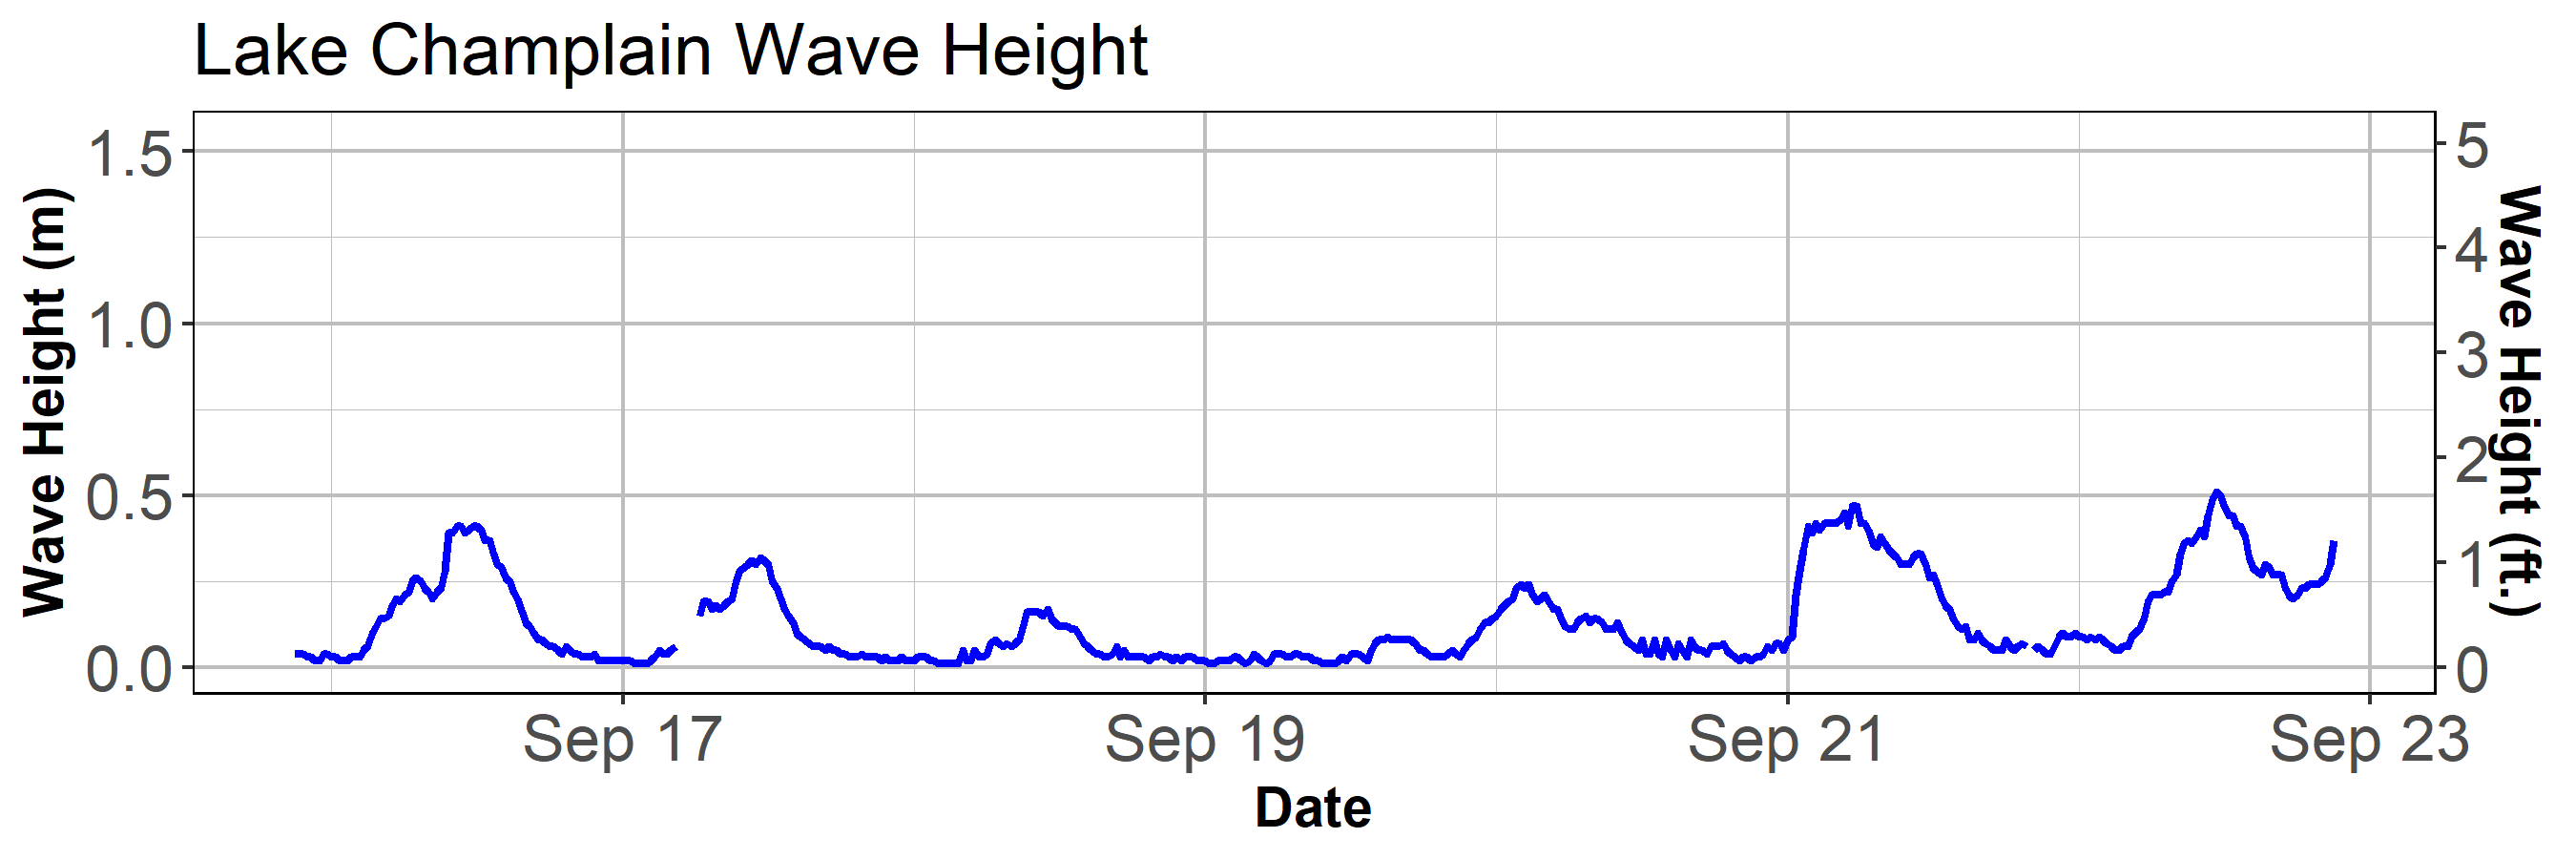 Lake Champlain Wave Height
Wave Height (m)
1.5
1.0
0.5
0.0
5
4
3
2
1
0
Wave Height (ft.)
Sep 17
Sep 19
Sep 21
Sep 23
Date